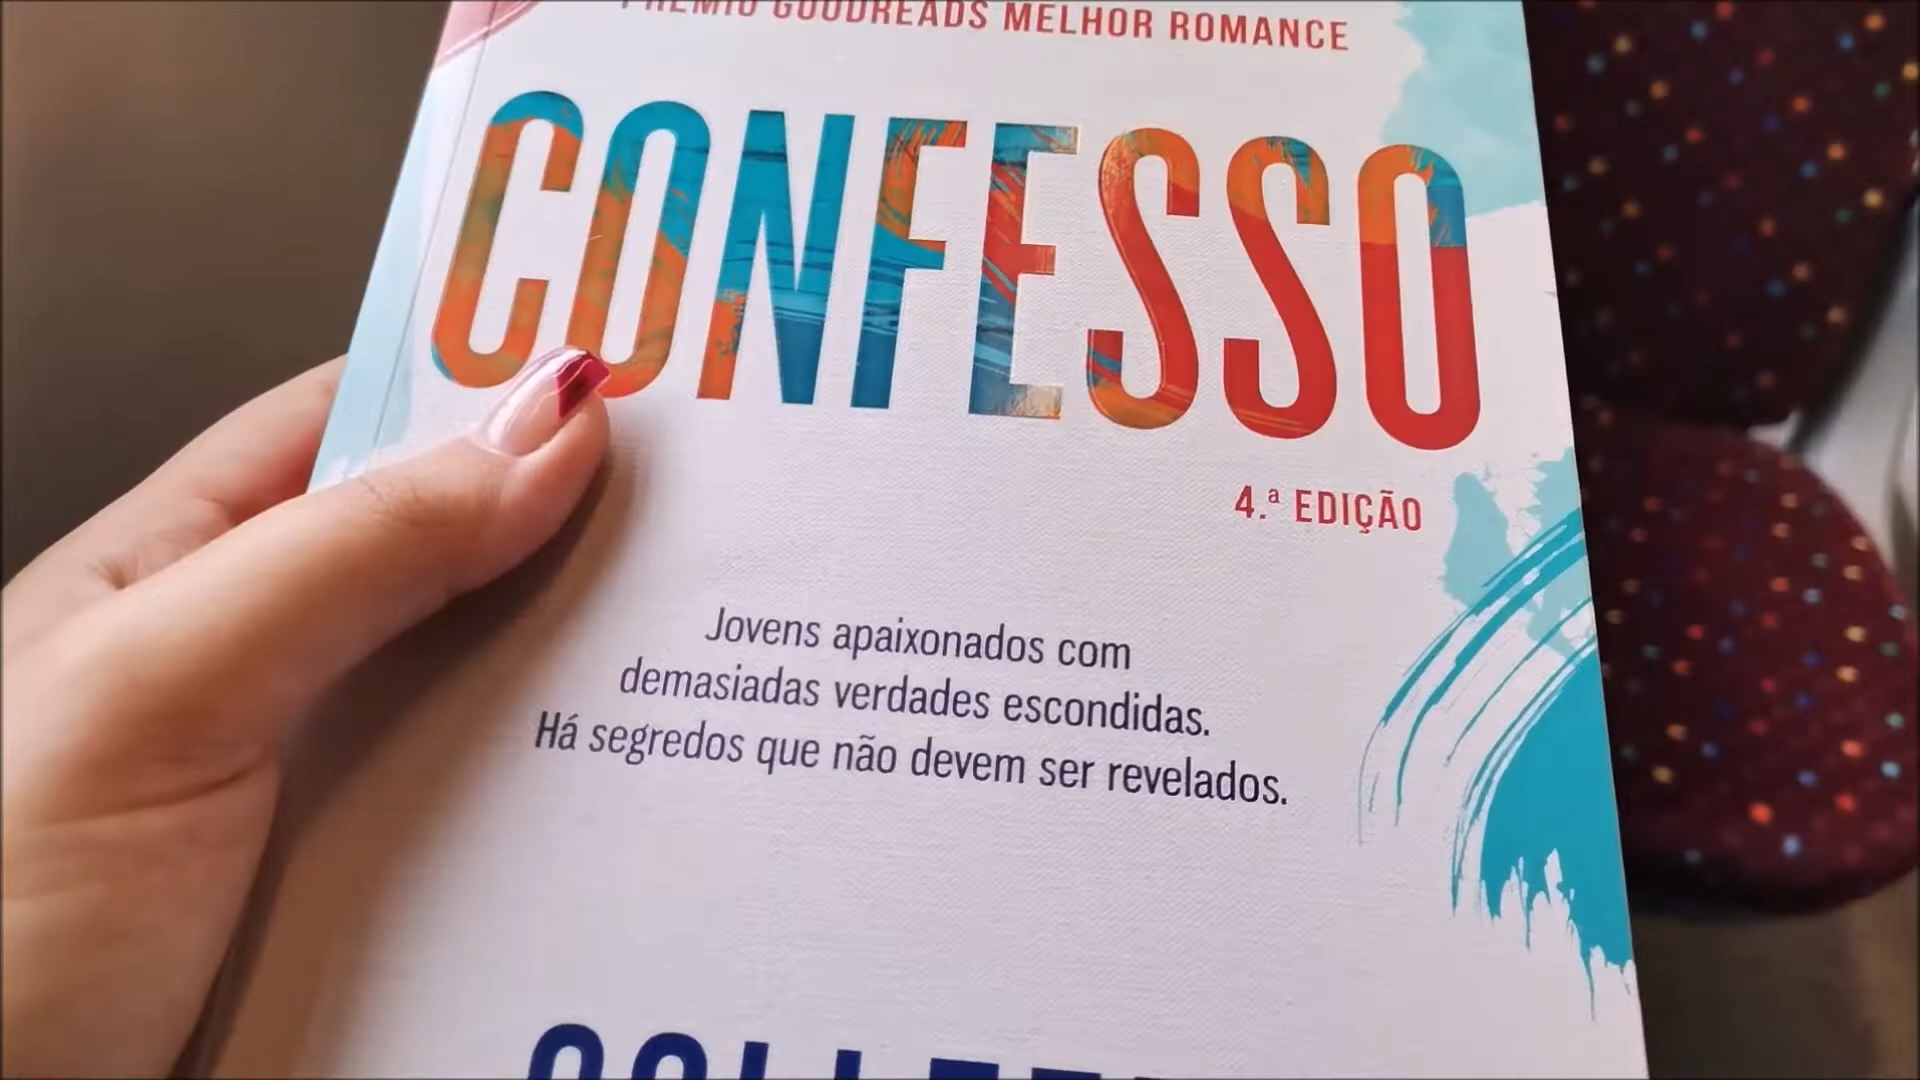 PRÉMIO GOODREADS MELHOR ROMANCE
CONFESSO
4.ª EDIÇÃO
Jovens apaixonados com
demasiadas verdades escondidas.
Há segredos que não devem ser revelados.